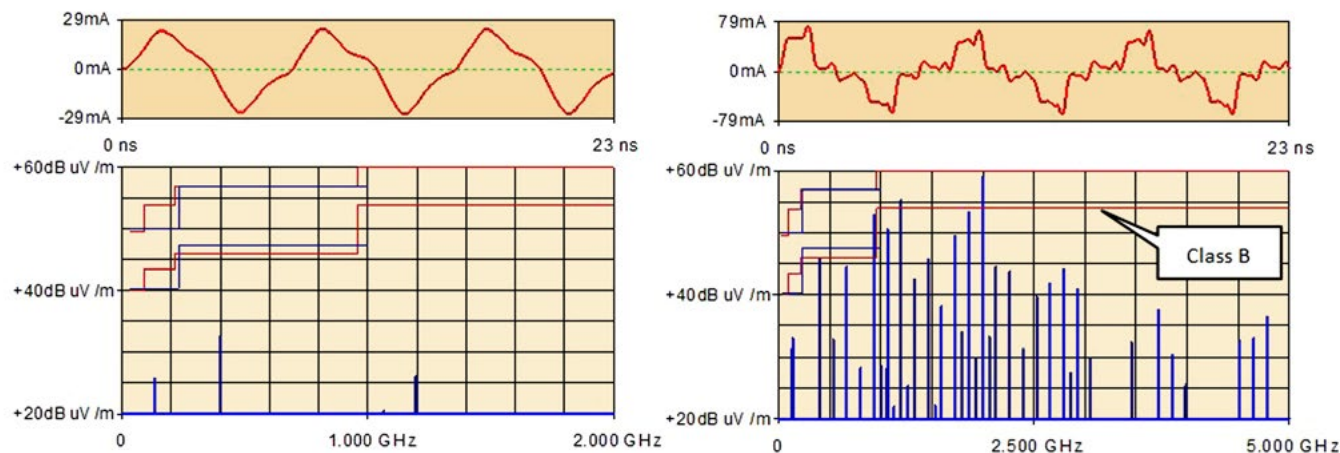 29mA
0mA
-29mA
0 ns
23 ns
+60dB uV /m
+40dB uV /m
+20dB uV /m
0
1.000 GHz
2.000 GHz
79mA
0mA
-79mA
0 ns
23 ns
+60dB uV /m
+40dB uV /m
+20dB uV /m
Class B
0
2.500 GHz
5.000 GHz